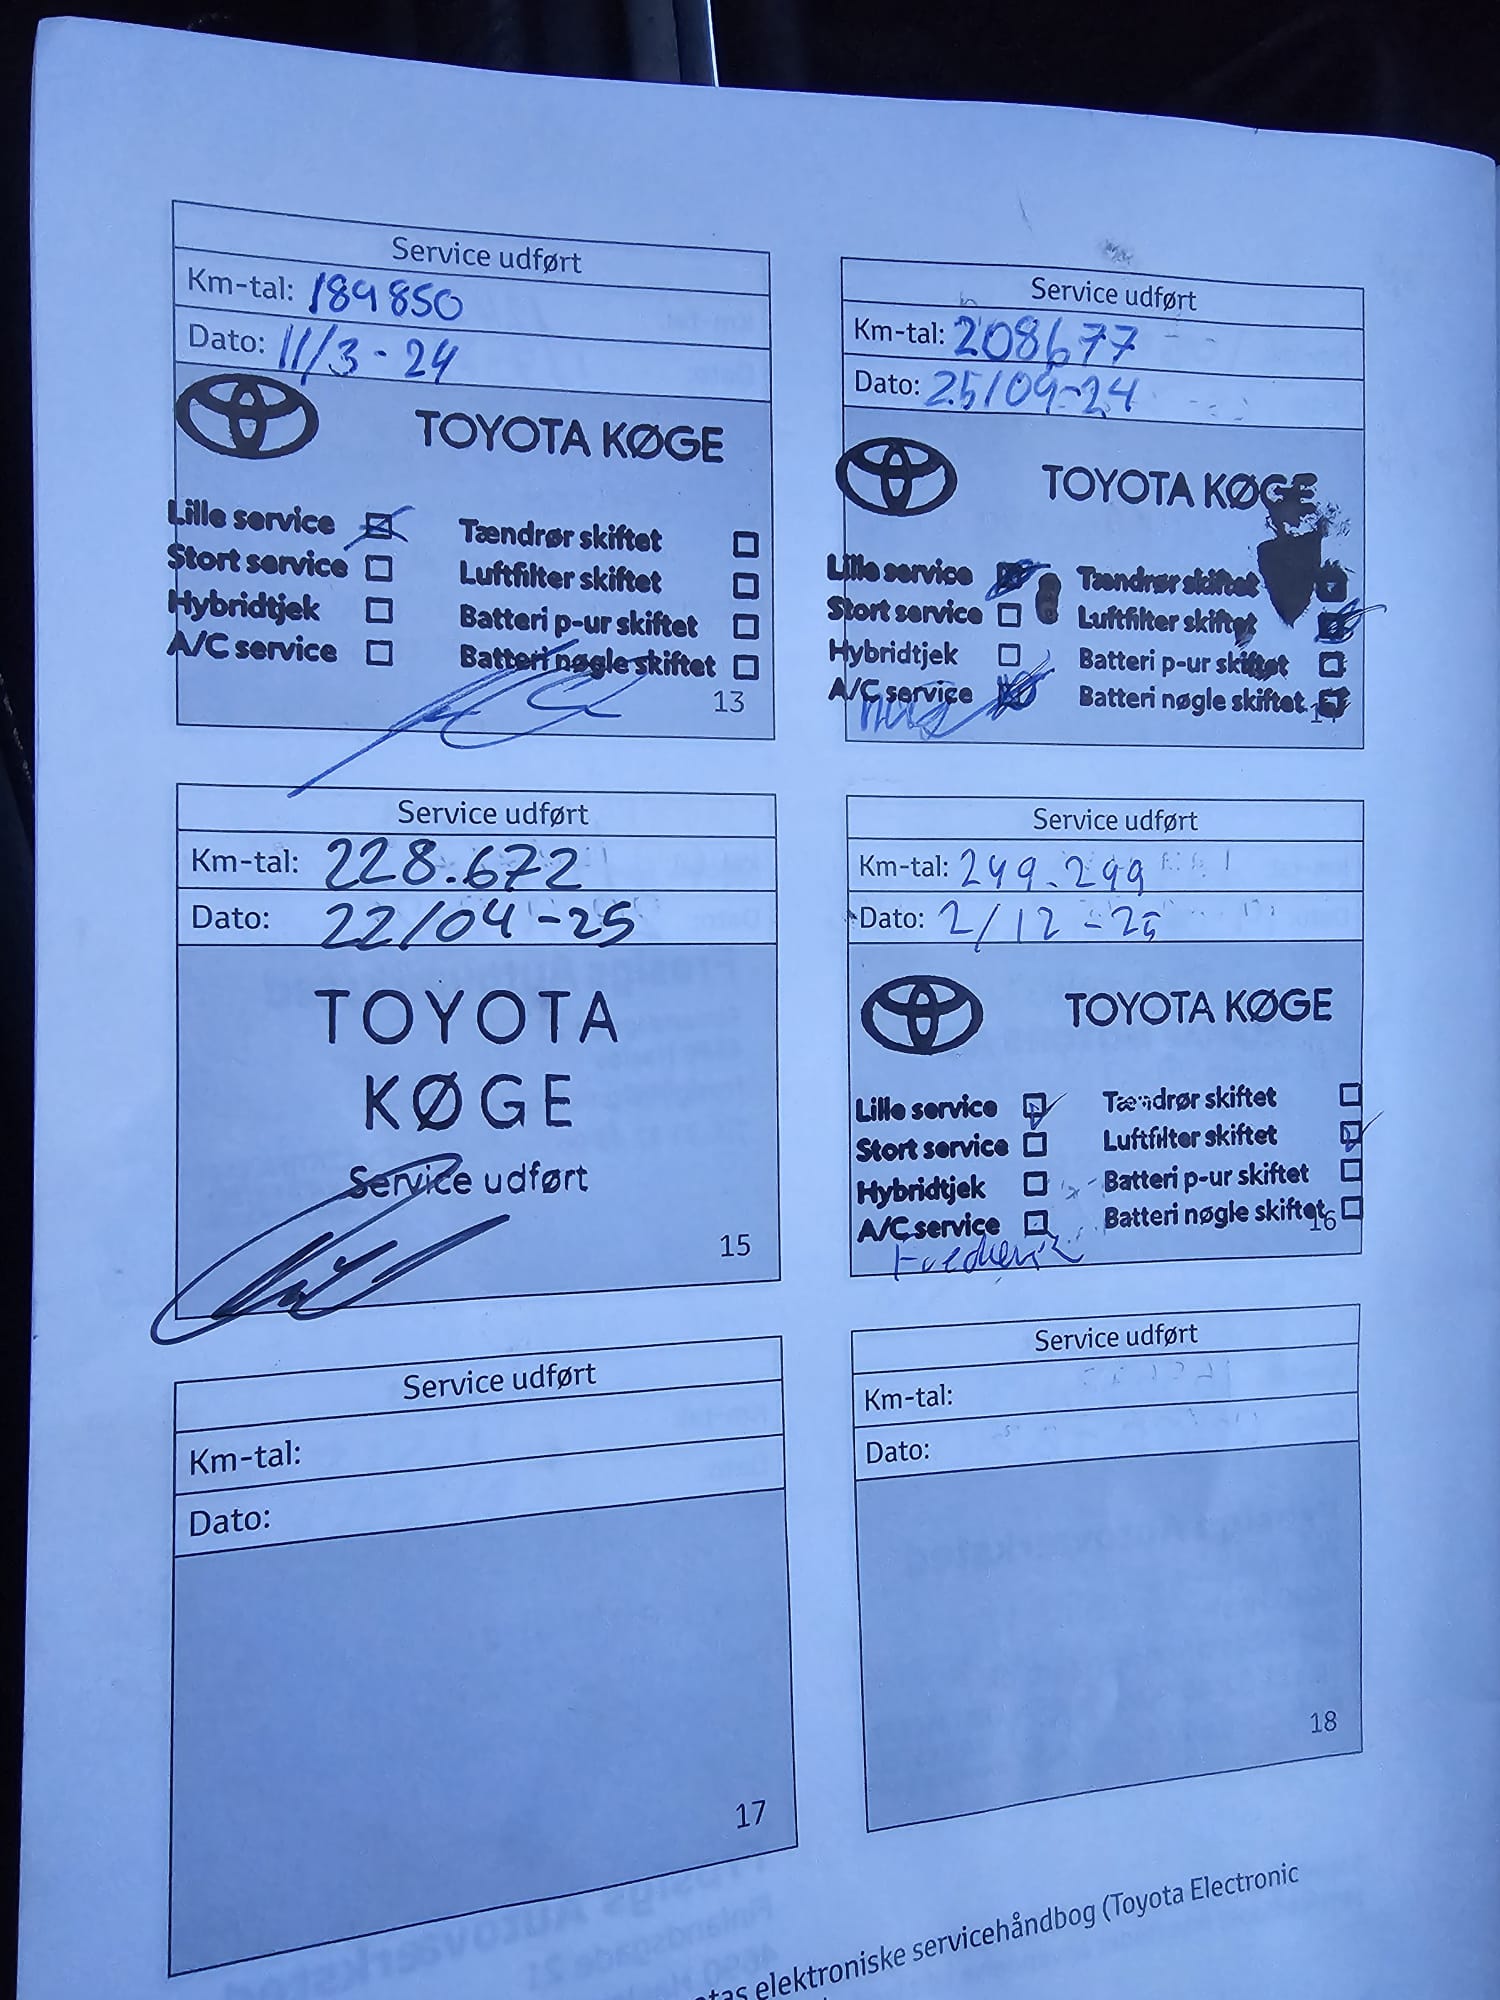 Service udført
Km-tal: 189850
Dato: 11/3-24
TOYOTA KØGE
Lille service
Tændrør skiftet
Stort service
Luftfilter skiftet
Hybridtjek
Batteri p-ur skiftet
A/C service
Batteri nøgle skiftet
13
Service udført
Km-tal: 208677
Dato: 25/09-24
TOYOTA KØGE
Lille service
Tændrør skiftet
Stort service
Luftfilter skiftet
Hybridtjek
Batteri p-ur skiftet
A/C service
Batteri nøgle skiftet
Service udført
Km-tal: 228.672
Dato: 22/04-25
TOYOTA
KØGE
Service udført
15
Service udført
Km-tal: 249.299
Dato: 2/12-25
TOYOTA KØGE
Lille service
Tændrør skiftet
Stort service
Luftfilter skiftet
Hybridtjek
Batteri p-ur skiftet
A/C service
Batteri nøgle skiftet
16
Frederik
Service udført
Km-tal:
Dato:
17
Service udført
Km-tal:
Dato:
18
elektroniske servicehåndbog (Toyota Electronic